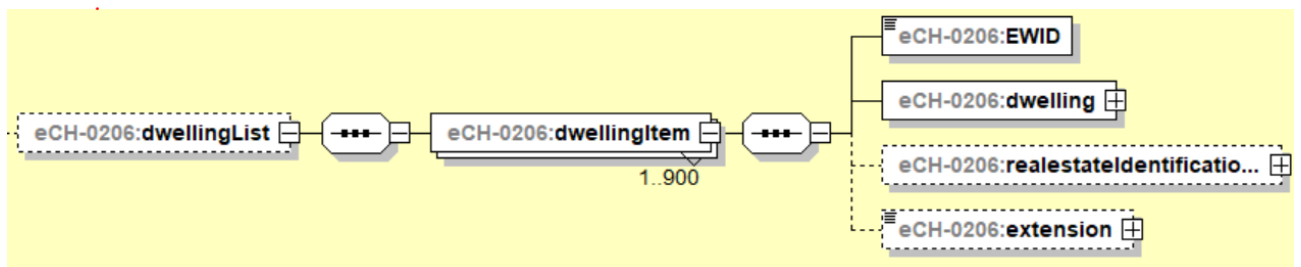 eCH-0206:EWID
eCH-0206:dwelling
eCH-0206:dwellingList
eCH-0206:dwellingItem
1..900
eCH-0206:realestateIdentificatio...
eCH-0206:extension